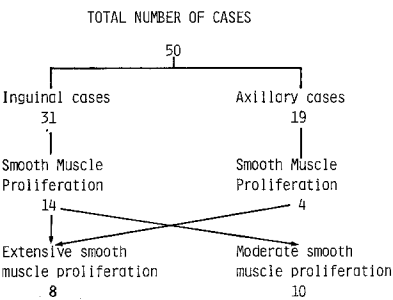 TOTAL NUMBER OF CASES
50
Inguinal cases Axillary cases
31 19
Smooth Muscle Smooth Muscle
Proliferation Proliferation
14 4
Extensive smooth Moderate smooth
muscle proliferation muscle proliferation
8 10